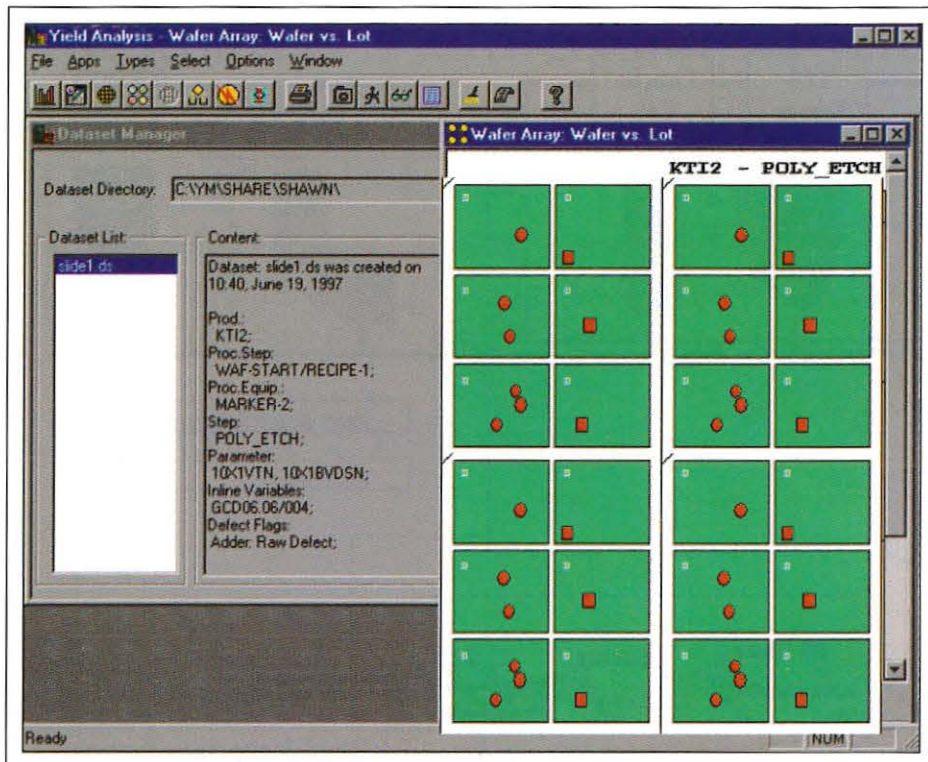 Yield Analysis - Wafer Array: Wafer vs. Lot
File Apps Types Select Options Window
Dataset Manager
Dataset Directory: C:\YM\SHARE\SHAWN\
Dataset List:
slide1.ds
Content:
Dataset: slide1.ds was created on
10:40, June 19, 1997
Prod.:
KTI2;
Proc.Step:
WAF-START/RECIPE-1;
Proc.Equip.:
MARKER-2;
Step:
POLY_ETCH;
Parameter:
10X1VTN, 10X1BVDSN;
Inline Variables:
GCD06.06/004;
Defect Flags:
Adder, Raw Defect;
Wafer Array: Wafer vs. Lot
KTI2 - POLY_ETCH
Ready
NUM